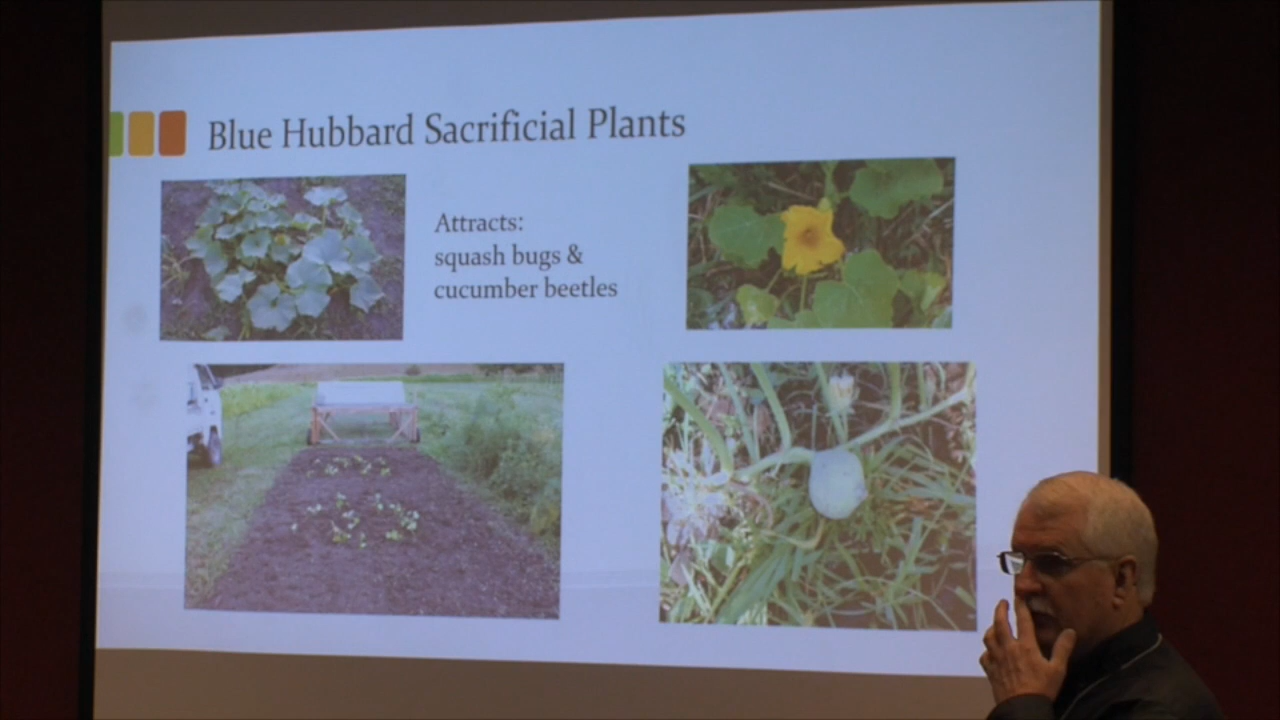 Blue Hubbard Sacrificial Plants
Attracts:
squash bugs &
cucumber beetles